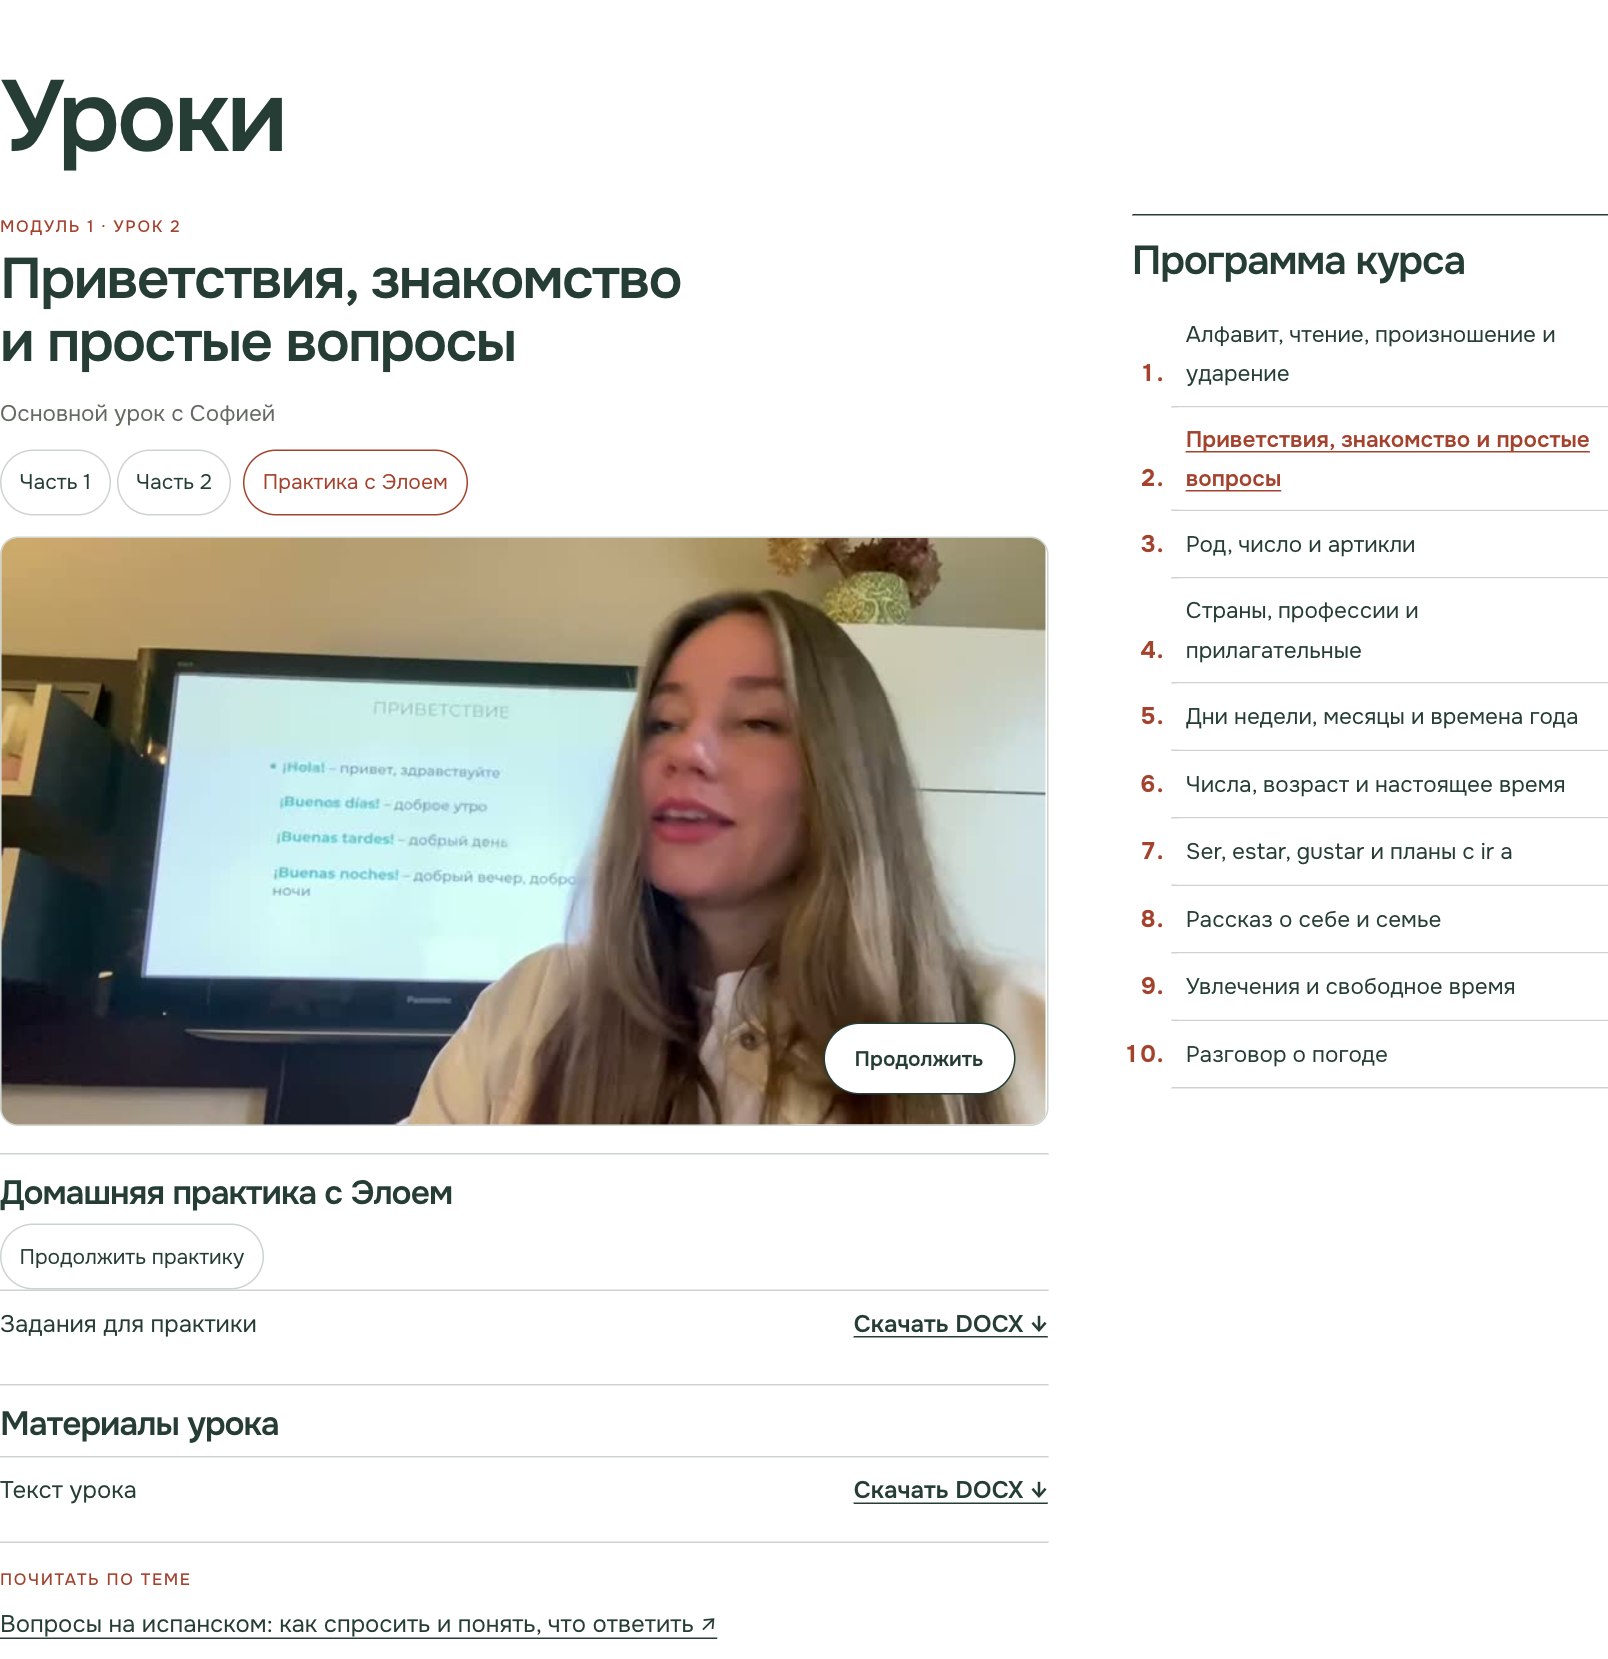 Уроки
МОДУЛЬ 1 · УРОК 2
Приветствия, знакомство
и простые вопросы
Основной урок с Софией
Часть 1
Часть 2
Практика с Элоем
ПРИВЕТСТВИЕ
• ¡Hola! – привет, здравствуйте
¡Buenos días! – доброе утро
¡Buenas tardes! – добрый день
¡Buenas noches! – добрый вечер,
ночи
Panasonic
Продолжить
Домашняя практика с Элоем
Продолжить практику
Задания для практики
Скачать DOCX ↓
Материалы урока
Текст урока
Скачать DOCX ↓
ПОЧИТАТЬ ПО ТЕМЕ
Вопросы на испанском: как спросить и понять, что ответить ↗
Программа курса
Алфавит, чтение, произношение и
1. ударение
Приветствия, знакомство и простые
2. вопросы
3. Род, число и артикли
Страны, профессии и
4. прилагательные
5. Дни недели, месяцы и времена года
6. Числа, возраст и настоящее время
7. Ser, estar, gustar и планы с ir a
8. Рассказ о себе и семье
9. Увлечения и свободное время
10. Разговор о погоде